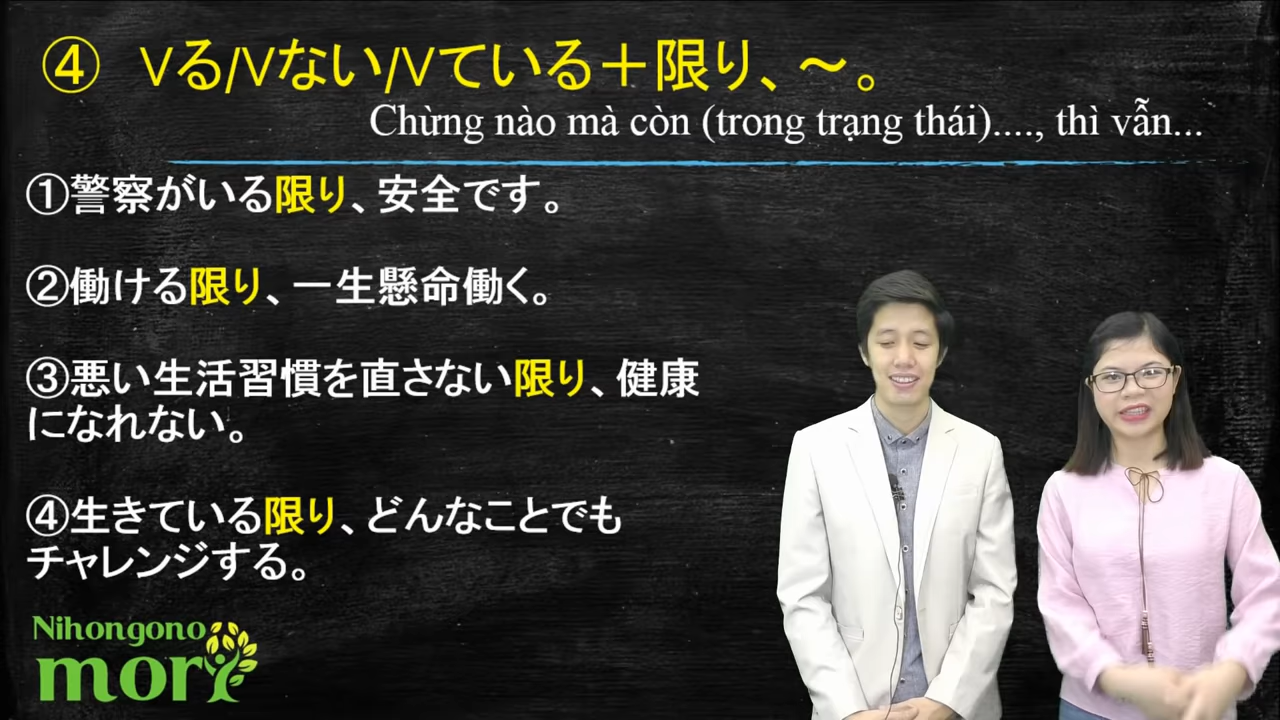 ④ Vる/Vない/Vている＋限り、～。
Chừng nào mà còn (trong trạng thái)...., thì vẫn...
①警察がいる限り、安全です。
②働ける限り、一生懸命働く。
③悪い生活習慣を直さない限り、健康
になれない。
④生きている限り、どんなことでも
チャレンジする。
Nihongono
mori